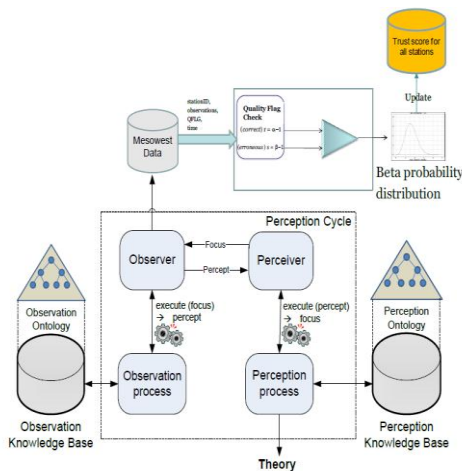 Trust score for
all stations
Update
stationID,
observations,
QFLG,
time
Quality Flag
Check
(correct) r = α−1
(erroneous) s = β−1
Mesowest
Data
Beta probability
distribution
Perception Cycle
Observer
Focus
Percept
Perceiver
Observation
Ontology
execute (focus)
→ percept
execute (percept)
→ focus
Perception
Ontology
Observation
process
Perception
process
Observation
Knowledge Base
Perception
Knowledge Base
Theory